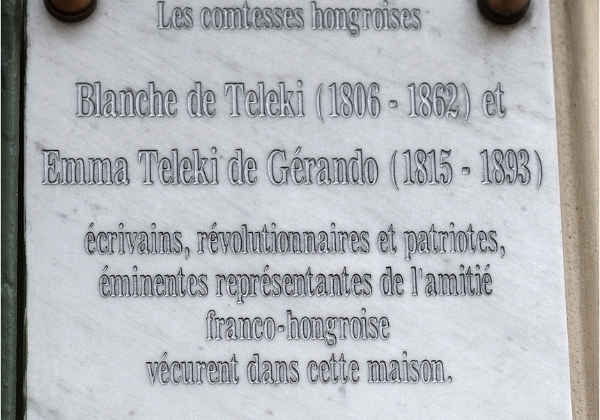 Les comtesses hongroises
Blanche de Teleki (1806 - 1862) et
Emma Teleki de Gérando (1815 - 1893)
écrivains, révolutionnaires et patriotes,
éminentes représentantes de l'amitié
franco-hongroise
vécurent dans cette maison.